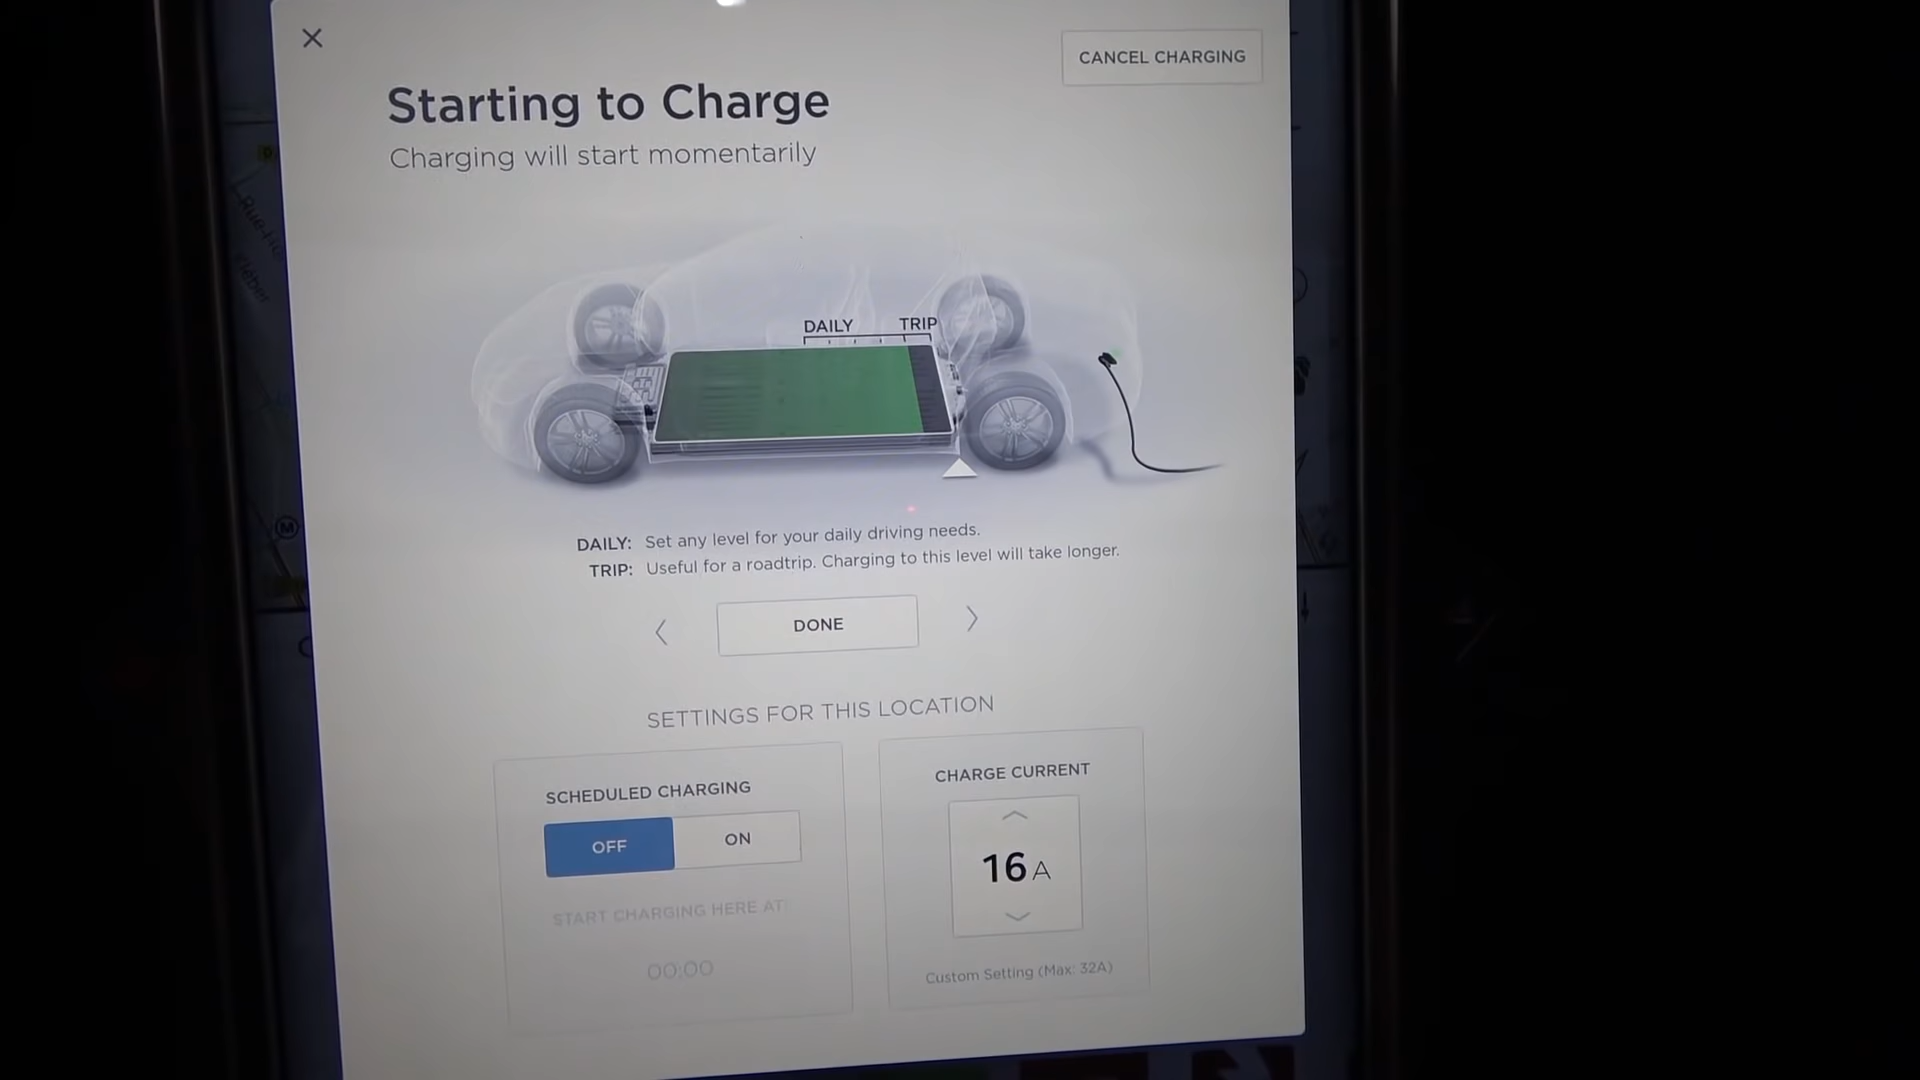 CANCEL CHARGING
Starting to Charge
Charging will start momentarily
DAILY TRIP
DAILY: Set any level for your daily driving needs.
TRIP: Useful for a roadtrip. Charging to this level will take longer.
DONE
SETTINGS FOR THIS LOCATION
SCHEDULED CHARGING
OFF ON
START CHARGING HERE AT:
00:00
CHARGE CURRENT
16 A
Custom Setting (Max: 32A)
Kléber
M